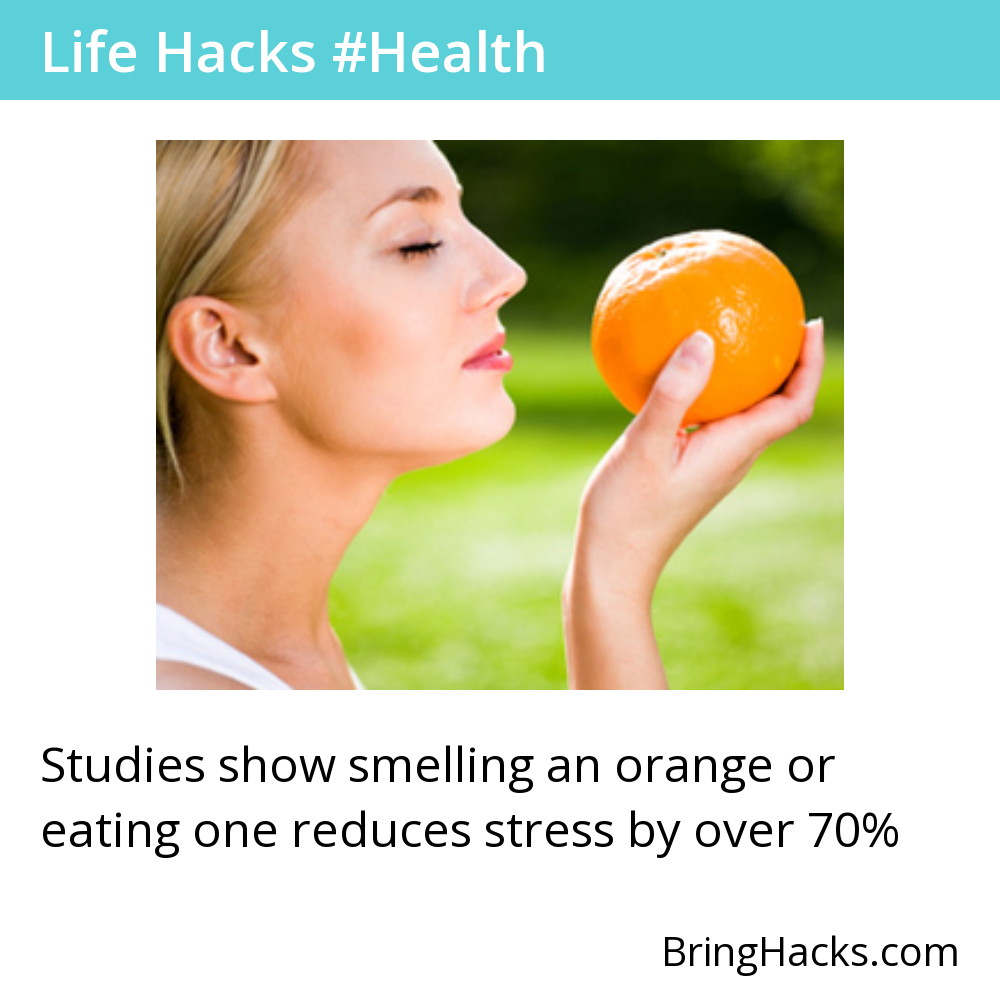 Life Hacks #Health
Studies show smelling an orange or
eating one reduces stress by over 70%
BringHacks.com